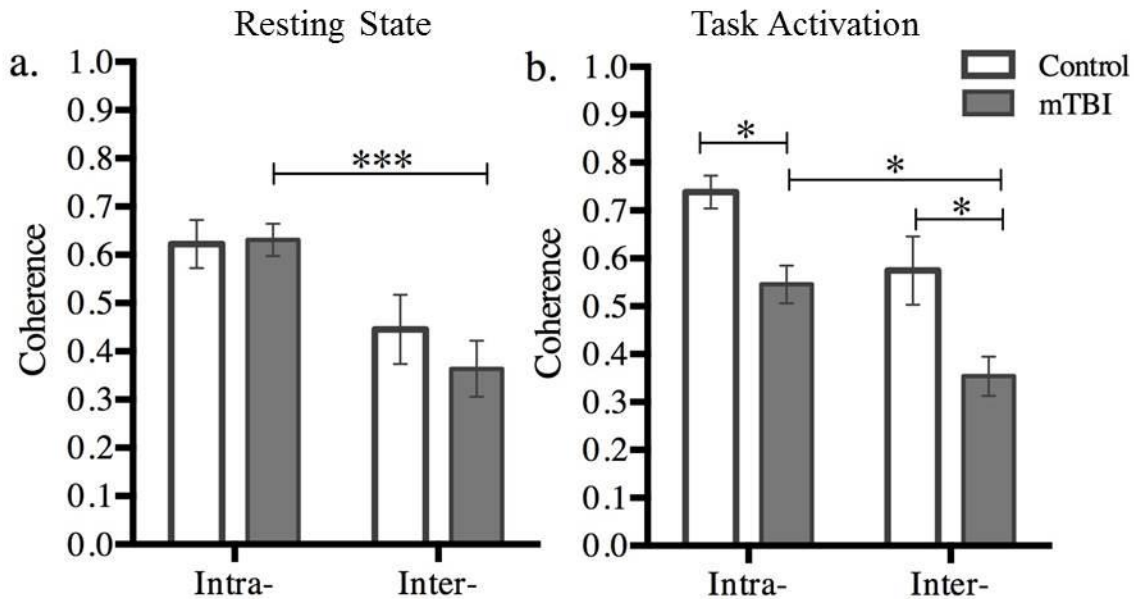 Resting State
Task Activation
a.
1.0
0.9
0.8
0.7
0.6
0.5
0.4
0.3
0.2
0.1
0.0
Coherence
***
Intra-
Inter-
b.
1.0
0.9
0.8
0.7
0.6
0.5
0.4
0.3
0.2
0.1
0.0
Coherence
*
*
*
Intra-
Inter-
Control
mTBI